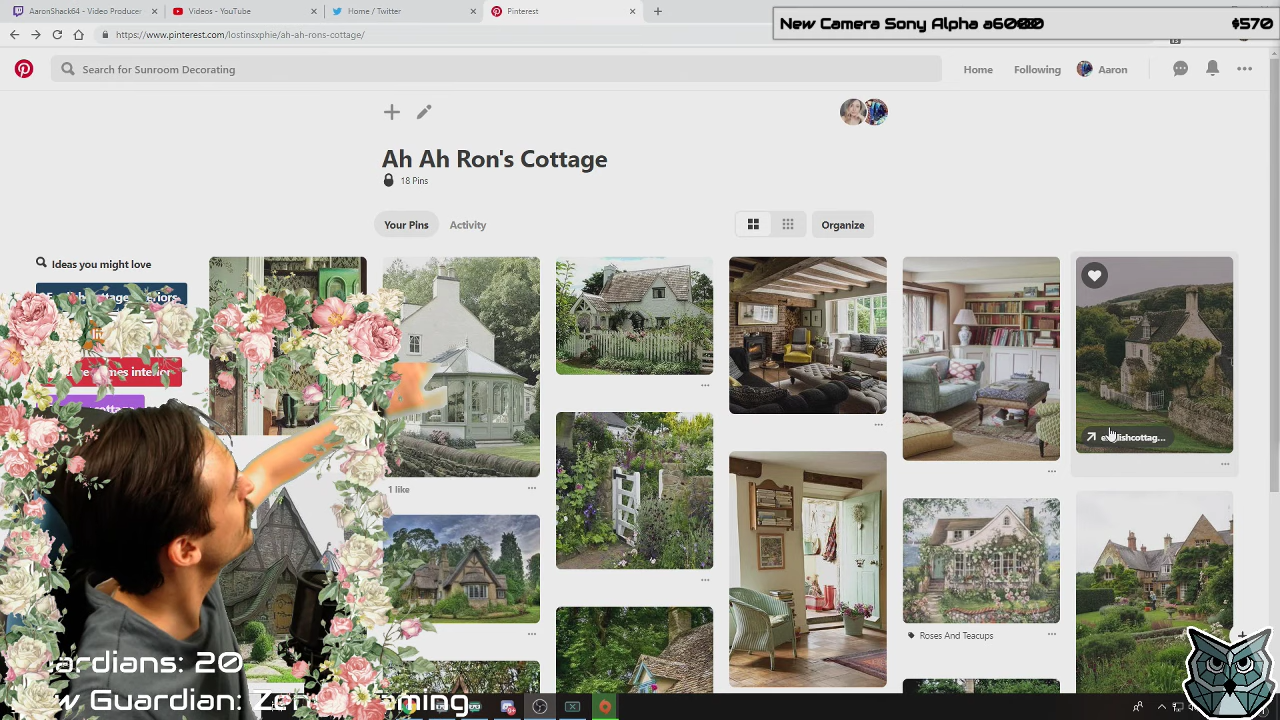 AaronShack64 - Video Producer
Videos - YouTube
Home / Twitter
Pinterest
New Camera Sony Alpha $570
https://www.pinterest.com/lostinsophie/ah-ah-rons-cottage/
Search for Sunroom Decorating
Home
Following
Aaron
Ah Ah Ron's Cottage
18 Pins
Your Pins
Activity
Organize
Ideas you might love
1 like
Roses And Teacups
ardians: 20
w Guardian: